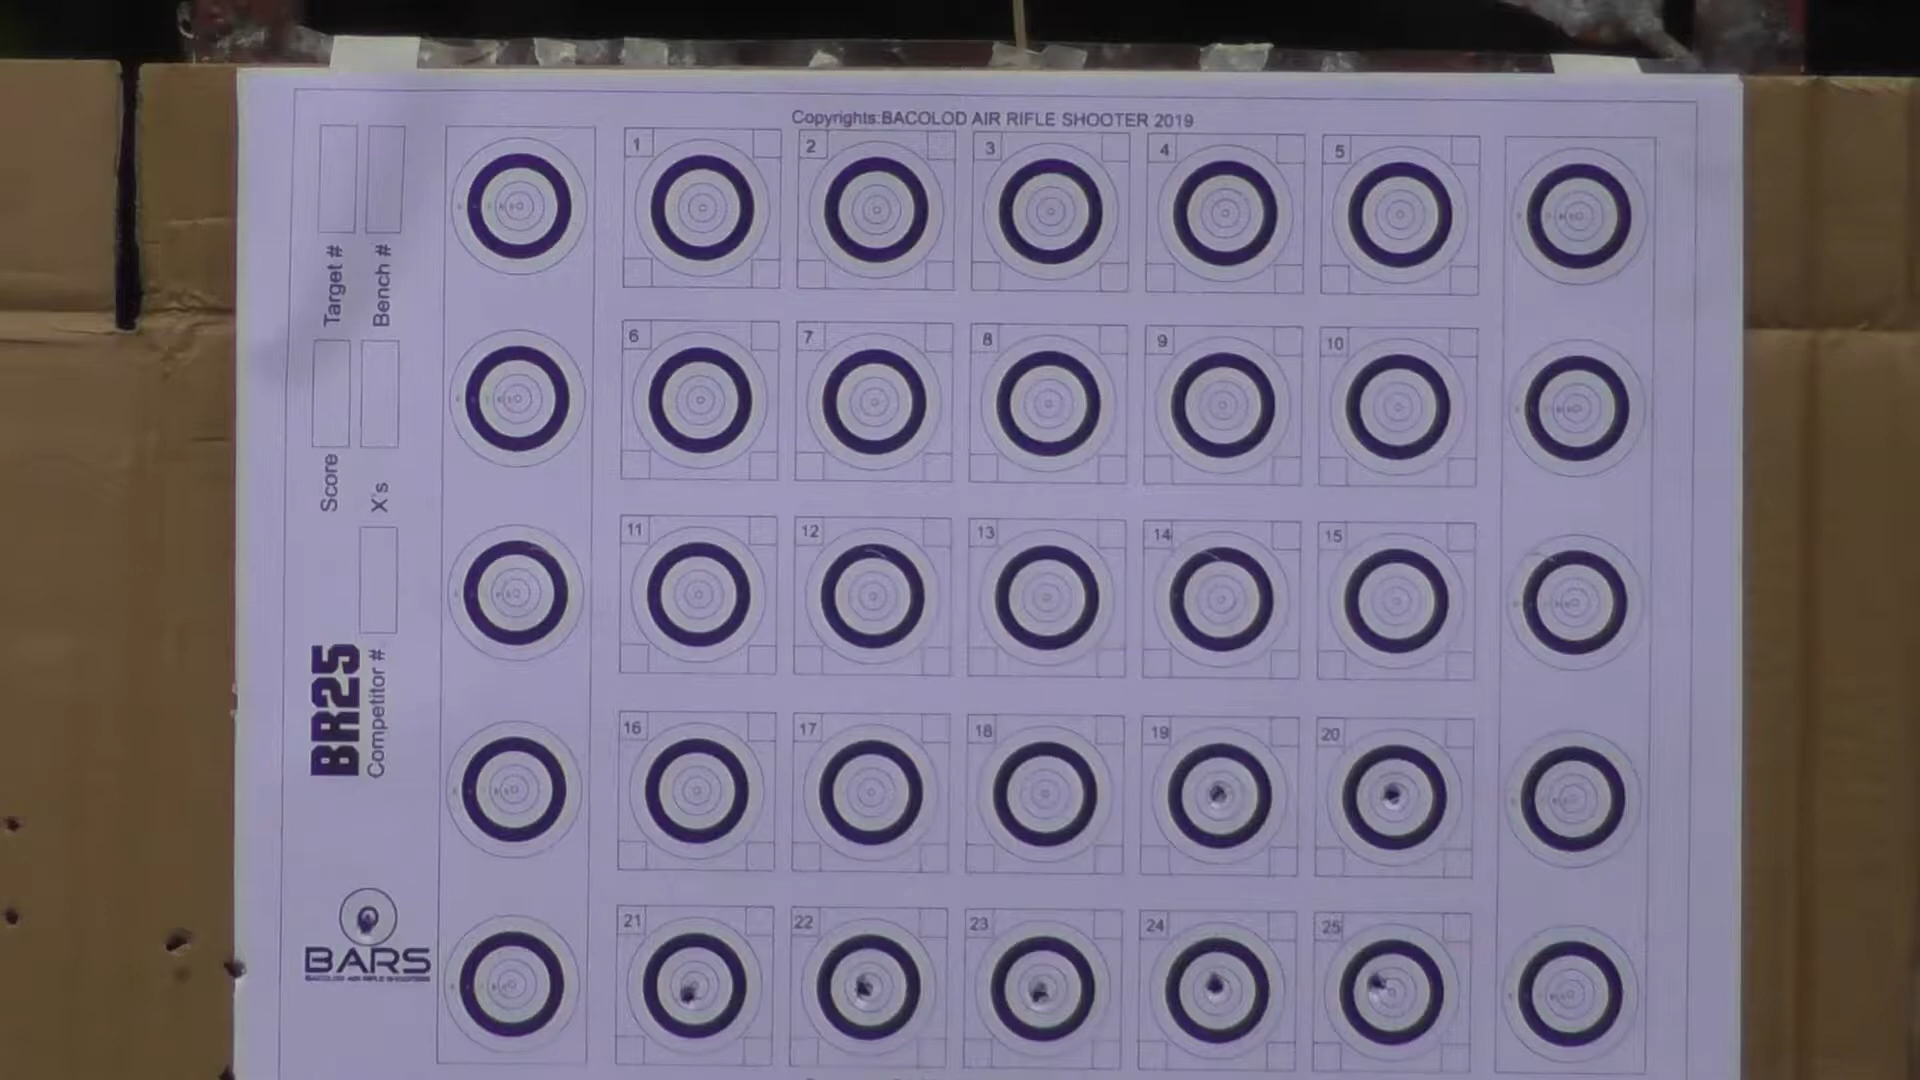 Copyrights:BACOLOD AIR RIFLE SHOOTER 2019
Target #
Bench #
Score
X's
BR25
Competitor #
BARS
BACOLOD AIR RIFLE SHOOTERS
1 2 3 4 5
6 7 8 9 10
11 12 13 14 15
16 17 18 19 20
21 22 23 24 25